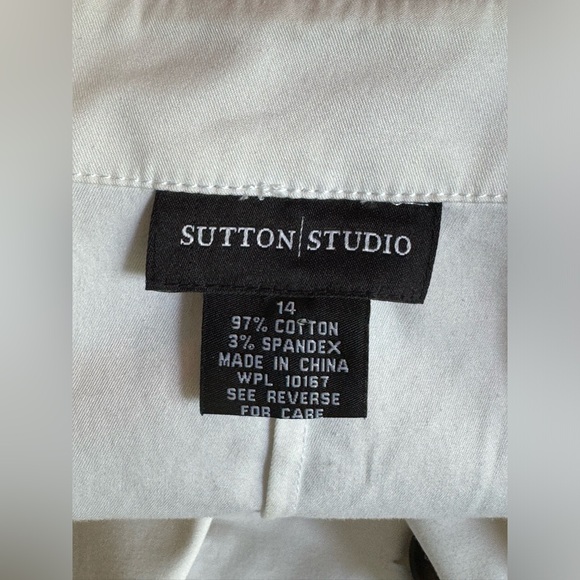 SUTTON|STUDIO
14
97% COTTON
3% SPANDEX
MADE IN CHINA
WPL 10167
SEE REVERSE
FOR CARE